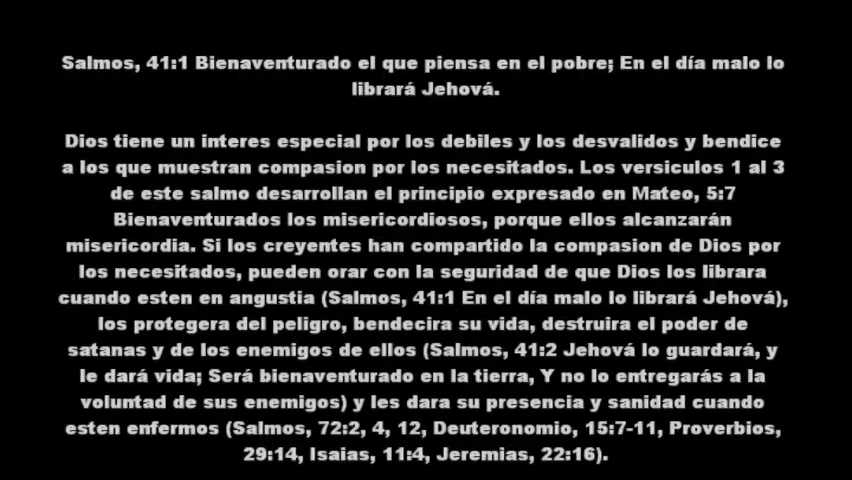 Salmos, 41:1 Bienaventurado el que piensa en el pobre; En el día malo lo
librará Jehová.
Dios tiene un interes especial por los debiles y los desvalidos y bendice
a los que muestran compasion por los necesitados. Los versiculos 1 al 3
de este salmo desarrollan el principio expresado en Mateo, 5:7
Bienaventurados los misericordiosos, porque ellos alcanzarán
misericordia. Si los creyentes han compartido la compasion de Dios por
los necesitados, pueden orar con la seguridad de que Dios los librara
cuando esten en angustia (Salmos, 41:1 En el día malo lo librará Jehová),
los protegera del peligro, bendecira su vida, destruira el poder de
satanas y de los enemigos de ellos (Salmos, 41:2 Jehová lo guardará, y
le dará vida; Será bienaventurado en la tierra, Y no lo entregarás a la
voluntad de sus enemigos) y les dara su presencia y sanidad cuando
esten enfermos (Salmos, 72:2, 4, 12, Deuteronomio, 15:7-11, Proverbios,
29:14, Isaias, 11:4, Jeremias, 22:16).